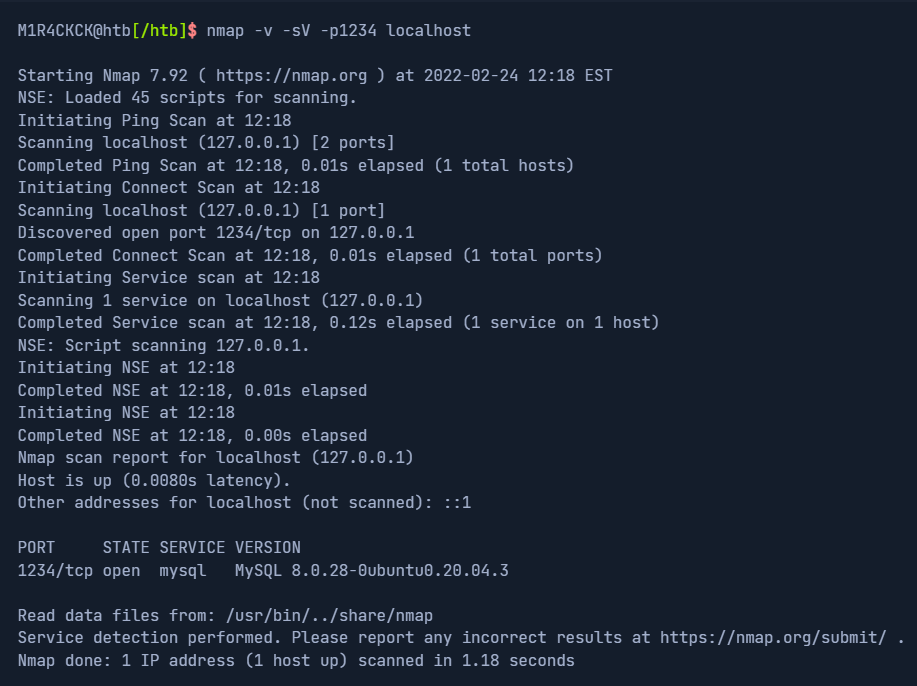 M1R4CKCK@htb[/htb]$ nmap -v -sV -p1234 localhost
Starting Nmap 7.92 ( https://nmap.org ) at 2022-02-24 12:18 EST
NSE: Loaded 45 scripts for scanning.
Initiating Ping Scan at 12:18
Scanning localhost (127.0.0.1) [2 ports]
Completed Ping Scan at 12:18, 0.01s elapsed (1 total hosts)
Initiating Connect Scan at 12:18
Scanning localhost (127.0.0.1) [1 port]
Discovered open port 1234/tcp on 127.0.0.1
Completed Connect Scan at 12:18, 0.01s elapsed (1 total ports)
Initiating Service scan at 12:18
Scanning 1 service on localhost (127.0.0.1)
Completed Service scan at 12:18, 0.12s elapsed (1 service on 1 host)
NSE: Script scanning 127.0.0.1.
Initiating NSE at 12:18
Completed NSE at 12:18, 0.01s elapsed
Initiating NSE at 12:18
Completed NSE at 12:18, 0.00s elapsed
Nmap scan report for localhost (127.0.0.1)
Host is up (0.0080s latency).
Other addresses for localhost (not scanned): ::1
PORT     STATE SERVICE VERSION
1234/tcp open  mysql   MySQL 8.0.28-0ubuntu0.20.04.3
Read data files from: /usr/bin/../share/nmap
Service detection performed. Please report any incorrect results at https://nmap.org/submit/ .
Nmap done: 1 IP address (1 host up) scanned in 1.18 seconds